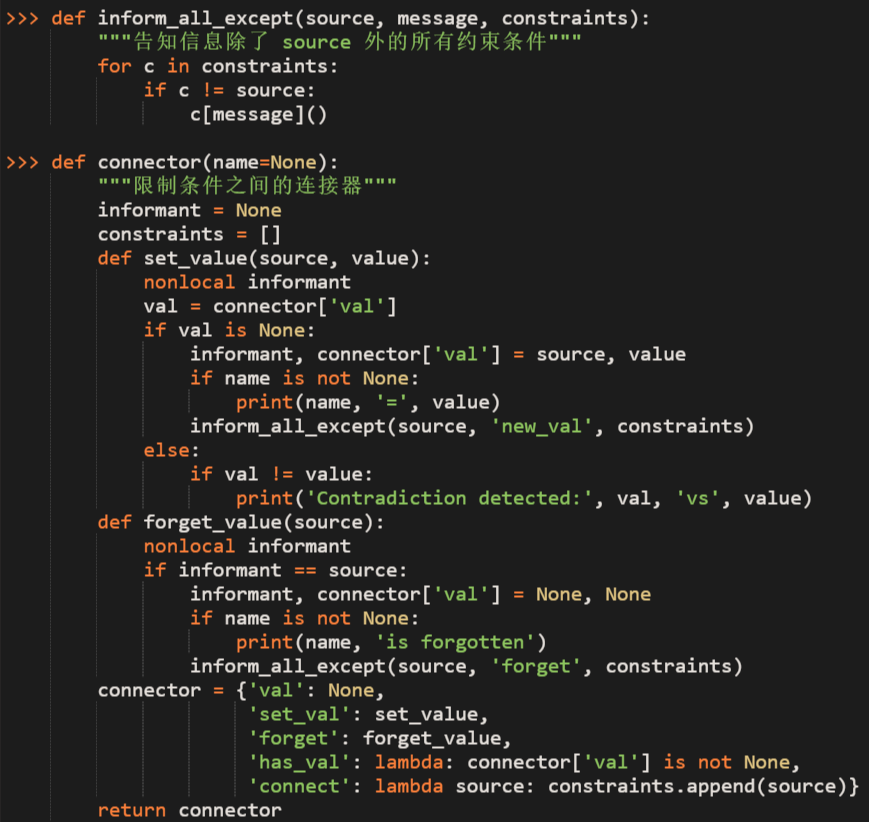 >>> def inform_all_except(source, message, constraints):
        """告知信息除了 source 外的所有约束条件"""
        for c in constraints:
            if c != source:
                c[message]()
>>> def connector(name=None):
        """限制条件之间的连接器"""
        informant = None
        constraints = []
        def set_value(source, value):
            nonlocal informant
            val = connector['val']
            if val is None:
                informant, connector['val'] = source, value
                if name is not None:
                    print(name, '=', value)
                inform_all_except(source, 'new_val', constraints)
            else:
                if val != value:
                    print('Contradiction detected:', val, 'vs', value)
        def forget_value(source):
            nonlocal informant
            if informant == source:
                informant, connector['val'] = None, None
                if name is not None:
                    print(name, 'is forgotten')
                inform_all_except(source, 'forget', constraints)
        connector = {'val': None,
                     'set_val': set_value,
                     'forget': forget_value,
                     'has_val': lambda: connector['val'] is not None,
                     'connect': lambda source: constraints.append(source)}
        return connector